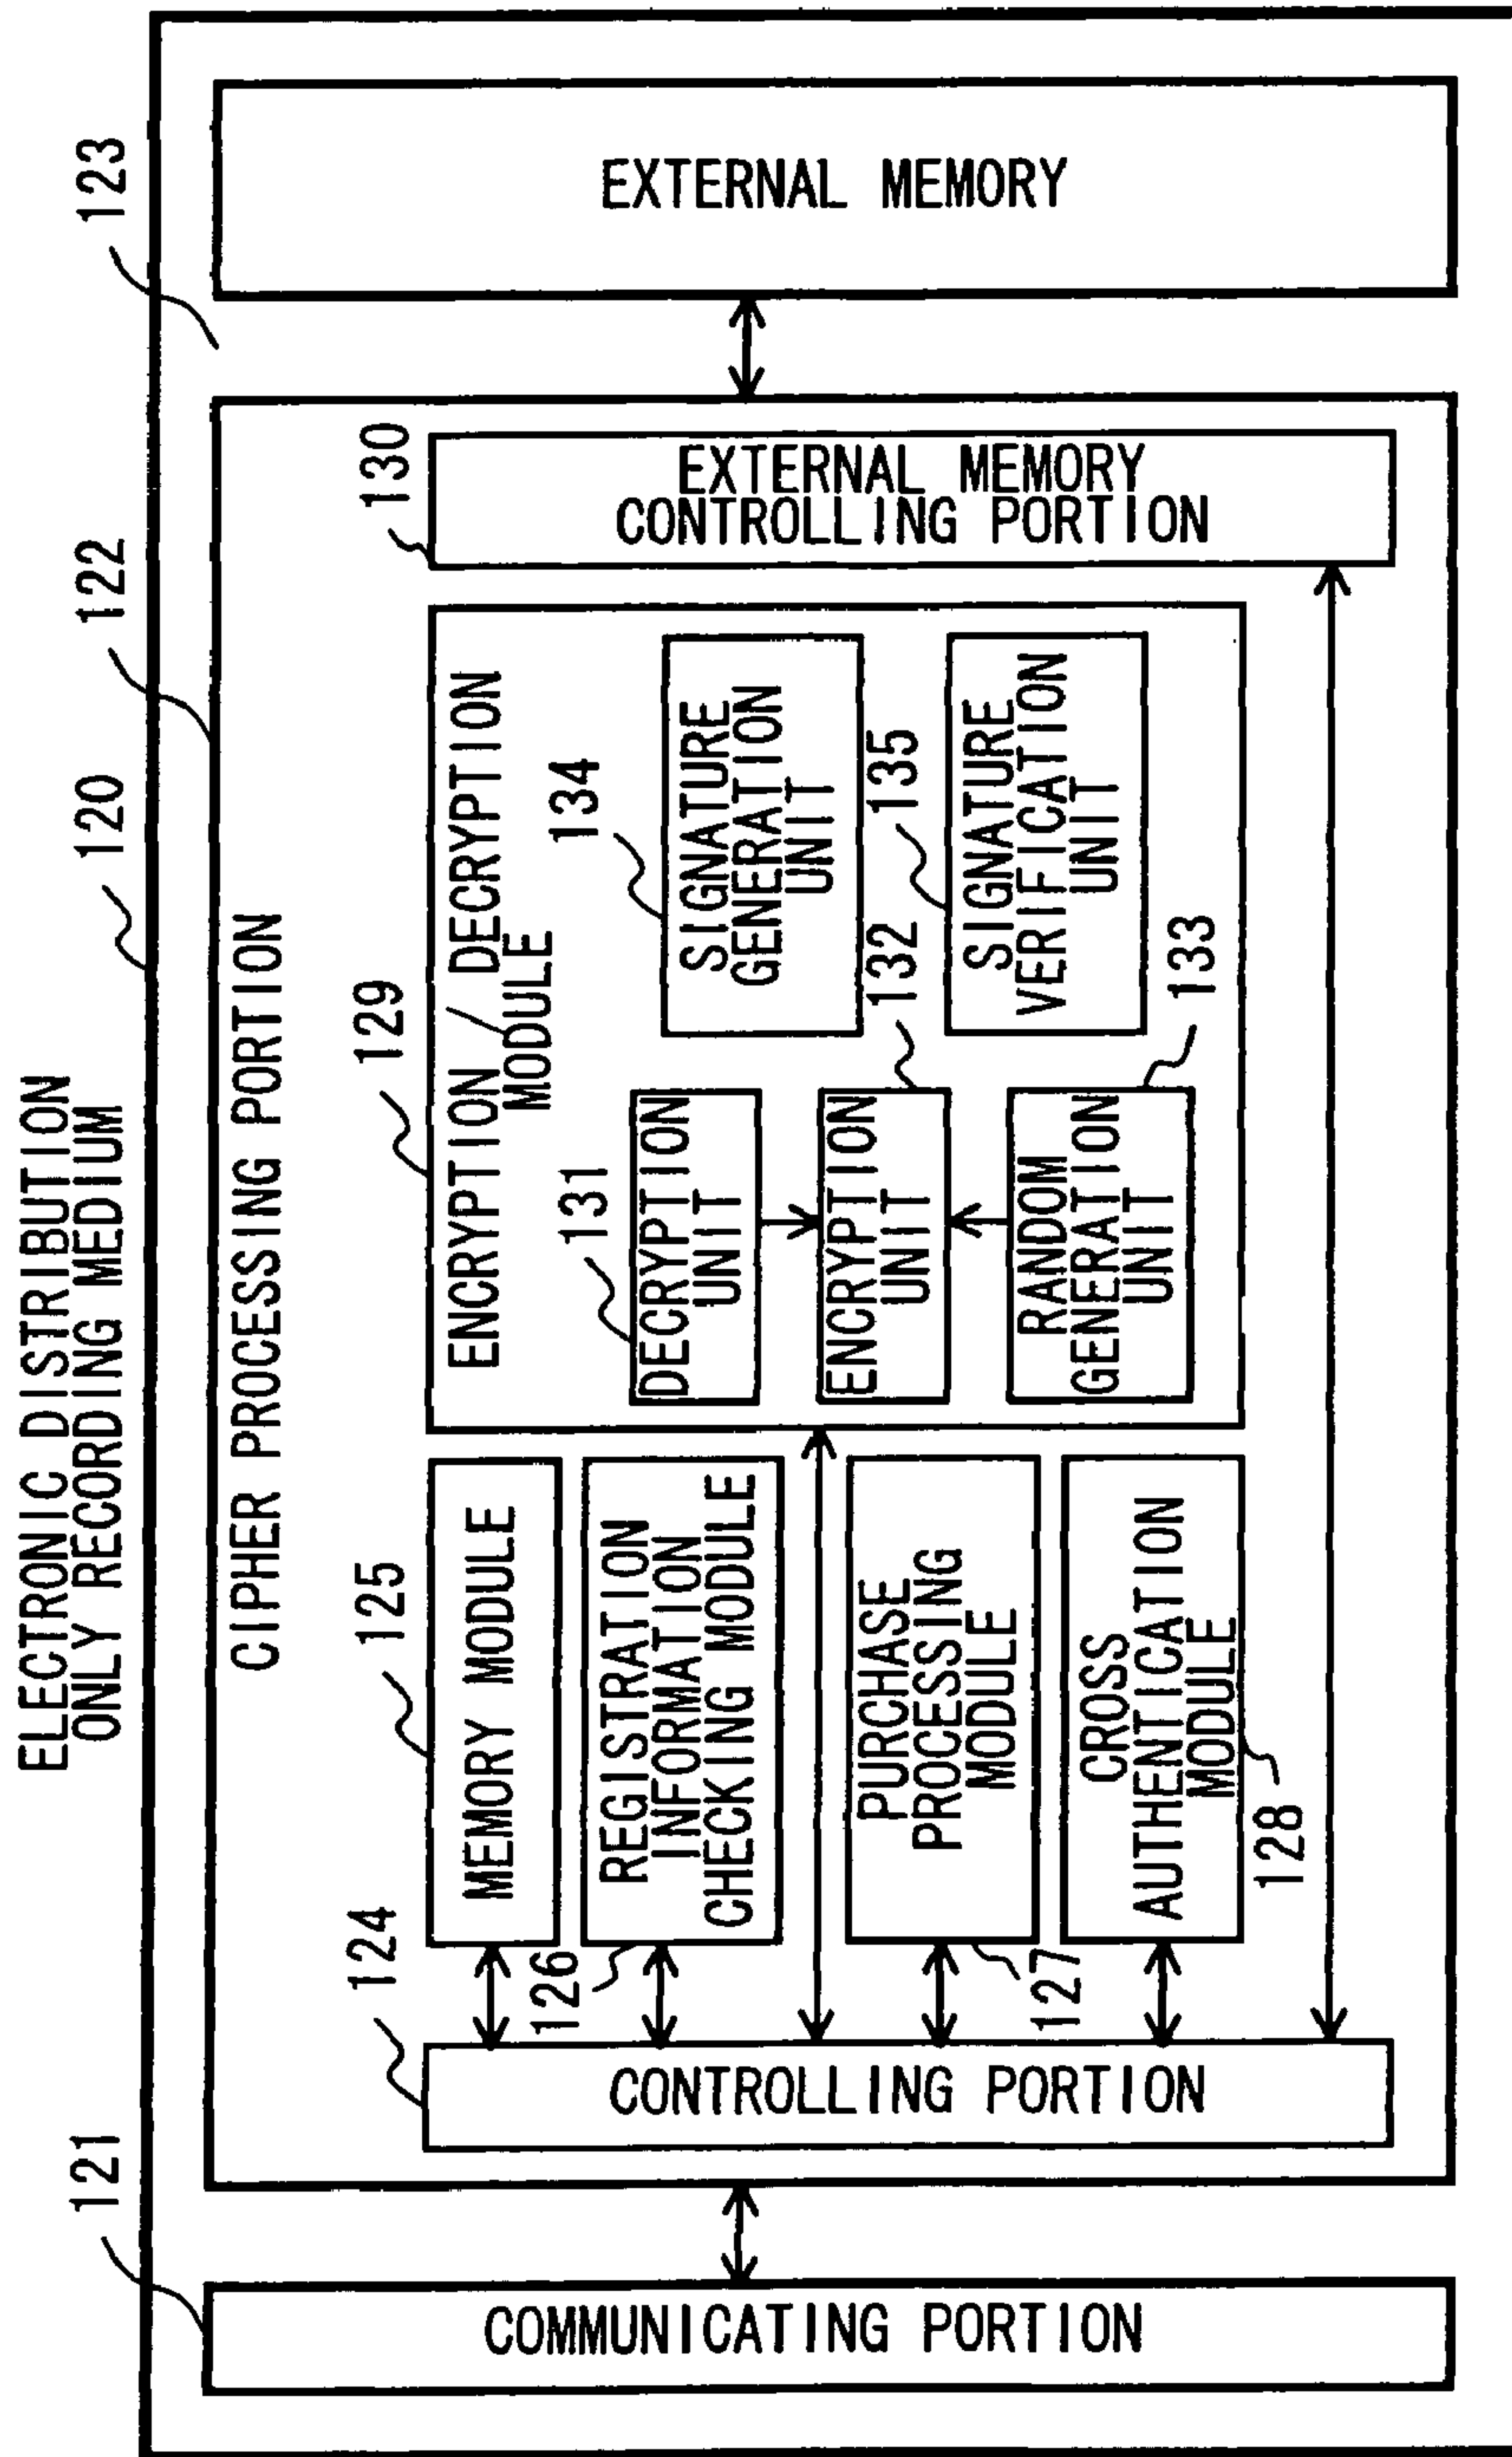 ELECTRONIC DISTRIBUTION
ONLY RECORDING MEDIUM
120
121
122
123
COMMUNICATING PORTION
CIPHER PROCESSING PORTION
124
CONTROLLING PORTION
125
MEMORY MODULE
126
REGISTRATION
INFORMATION
CHECKING MODULE
127
PURCHASE
PROCESSING
MODULE
128
CROSS
AUTHENTICATION
MODULE
129
ENCRYPTION/DECRYPTION
MODULE
131
DECRYPTION
UNIT
132
ENCRYPTION
UNIT
133
RANDOM
GENERATION
UNIT
134
SIGNATURE
GENERATION
UNIT
135
SIGNATURE
VERIFICATION
UNIT
130
EXTERNAL MEMORY
CONTROLLING PORTION
EXTERNAL MEMORY